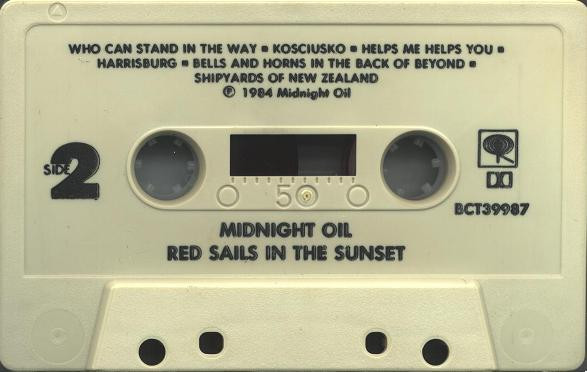 WHO CAN STAND IN THE WAY ▪ KOSCIUSKO ▪ HELPS ME HELPS YOU ▪
HARRISBURG ▪ BELLS AND HORNS IN THE BACK OF BEYOND ▪
SHIPYARDS OF NEW ZEALAND
℗ 1984 Midnight Oil
SIDE 2
50
BCT39987
MIDNIGHT OIL
RED SAILS IN THE SUNSET